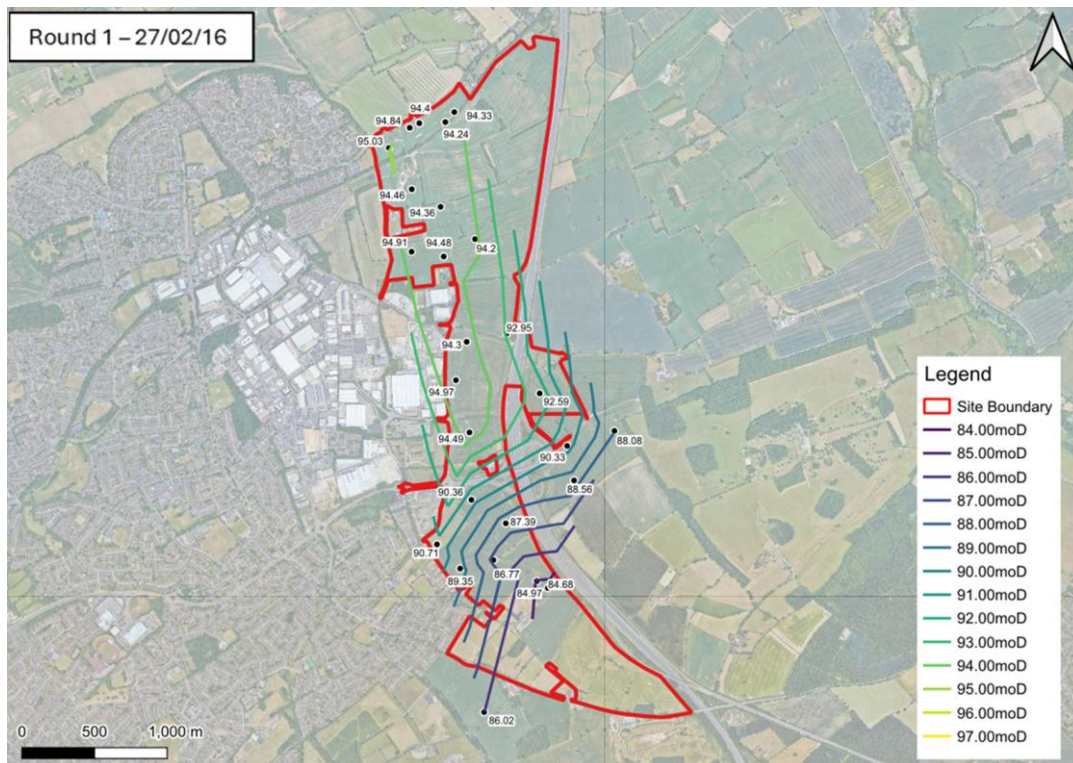 Round 1 – 27/02/16
94.4
94.33
94.84
94.24
95.03
94.46
94.36
94.91
94.48
94.2
92.95
94.3
94.97
92.59
94.49
88.08
90.33
88.56
90.36
87.39
90.71
86.77
89.35
84.68
84.97
86.02
Legend
Site Boundary
84.00moD
85.00moD
86.00moD
87.00moD
88.00moD
89.00moD
90.00moD
91.00moD
92.00moD
93.00moD
94.00moD
95.00moD
96.00moD
97.00moD
0 500 1,000 m